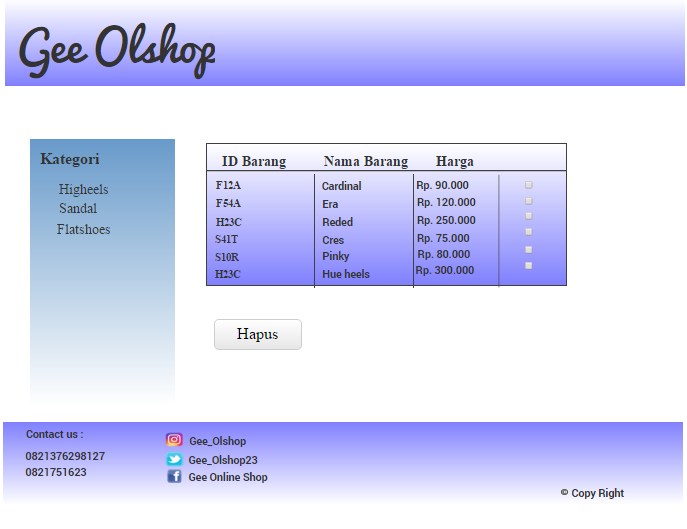 Gee Olshop
Kategori
Higheels
Sandal
Flatshoes
ID Barang Nama Barang Harga
F12A Cardinal Rp. 90.000
F54A Era Rp. 120.000
H23C Reded Rp. 250.000
S41T Cres Rp. 75.000
S10R Pinky Rp. 80.000
H23C Hue heels Rp. 300.000
Hapus
Contact us :
0821376298127
0821751623
Gee_Olshop
Gee_Olshop23
Gee Online Shop
© Copy Right